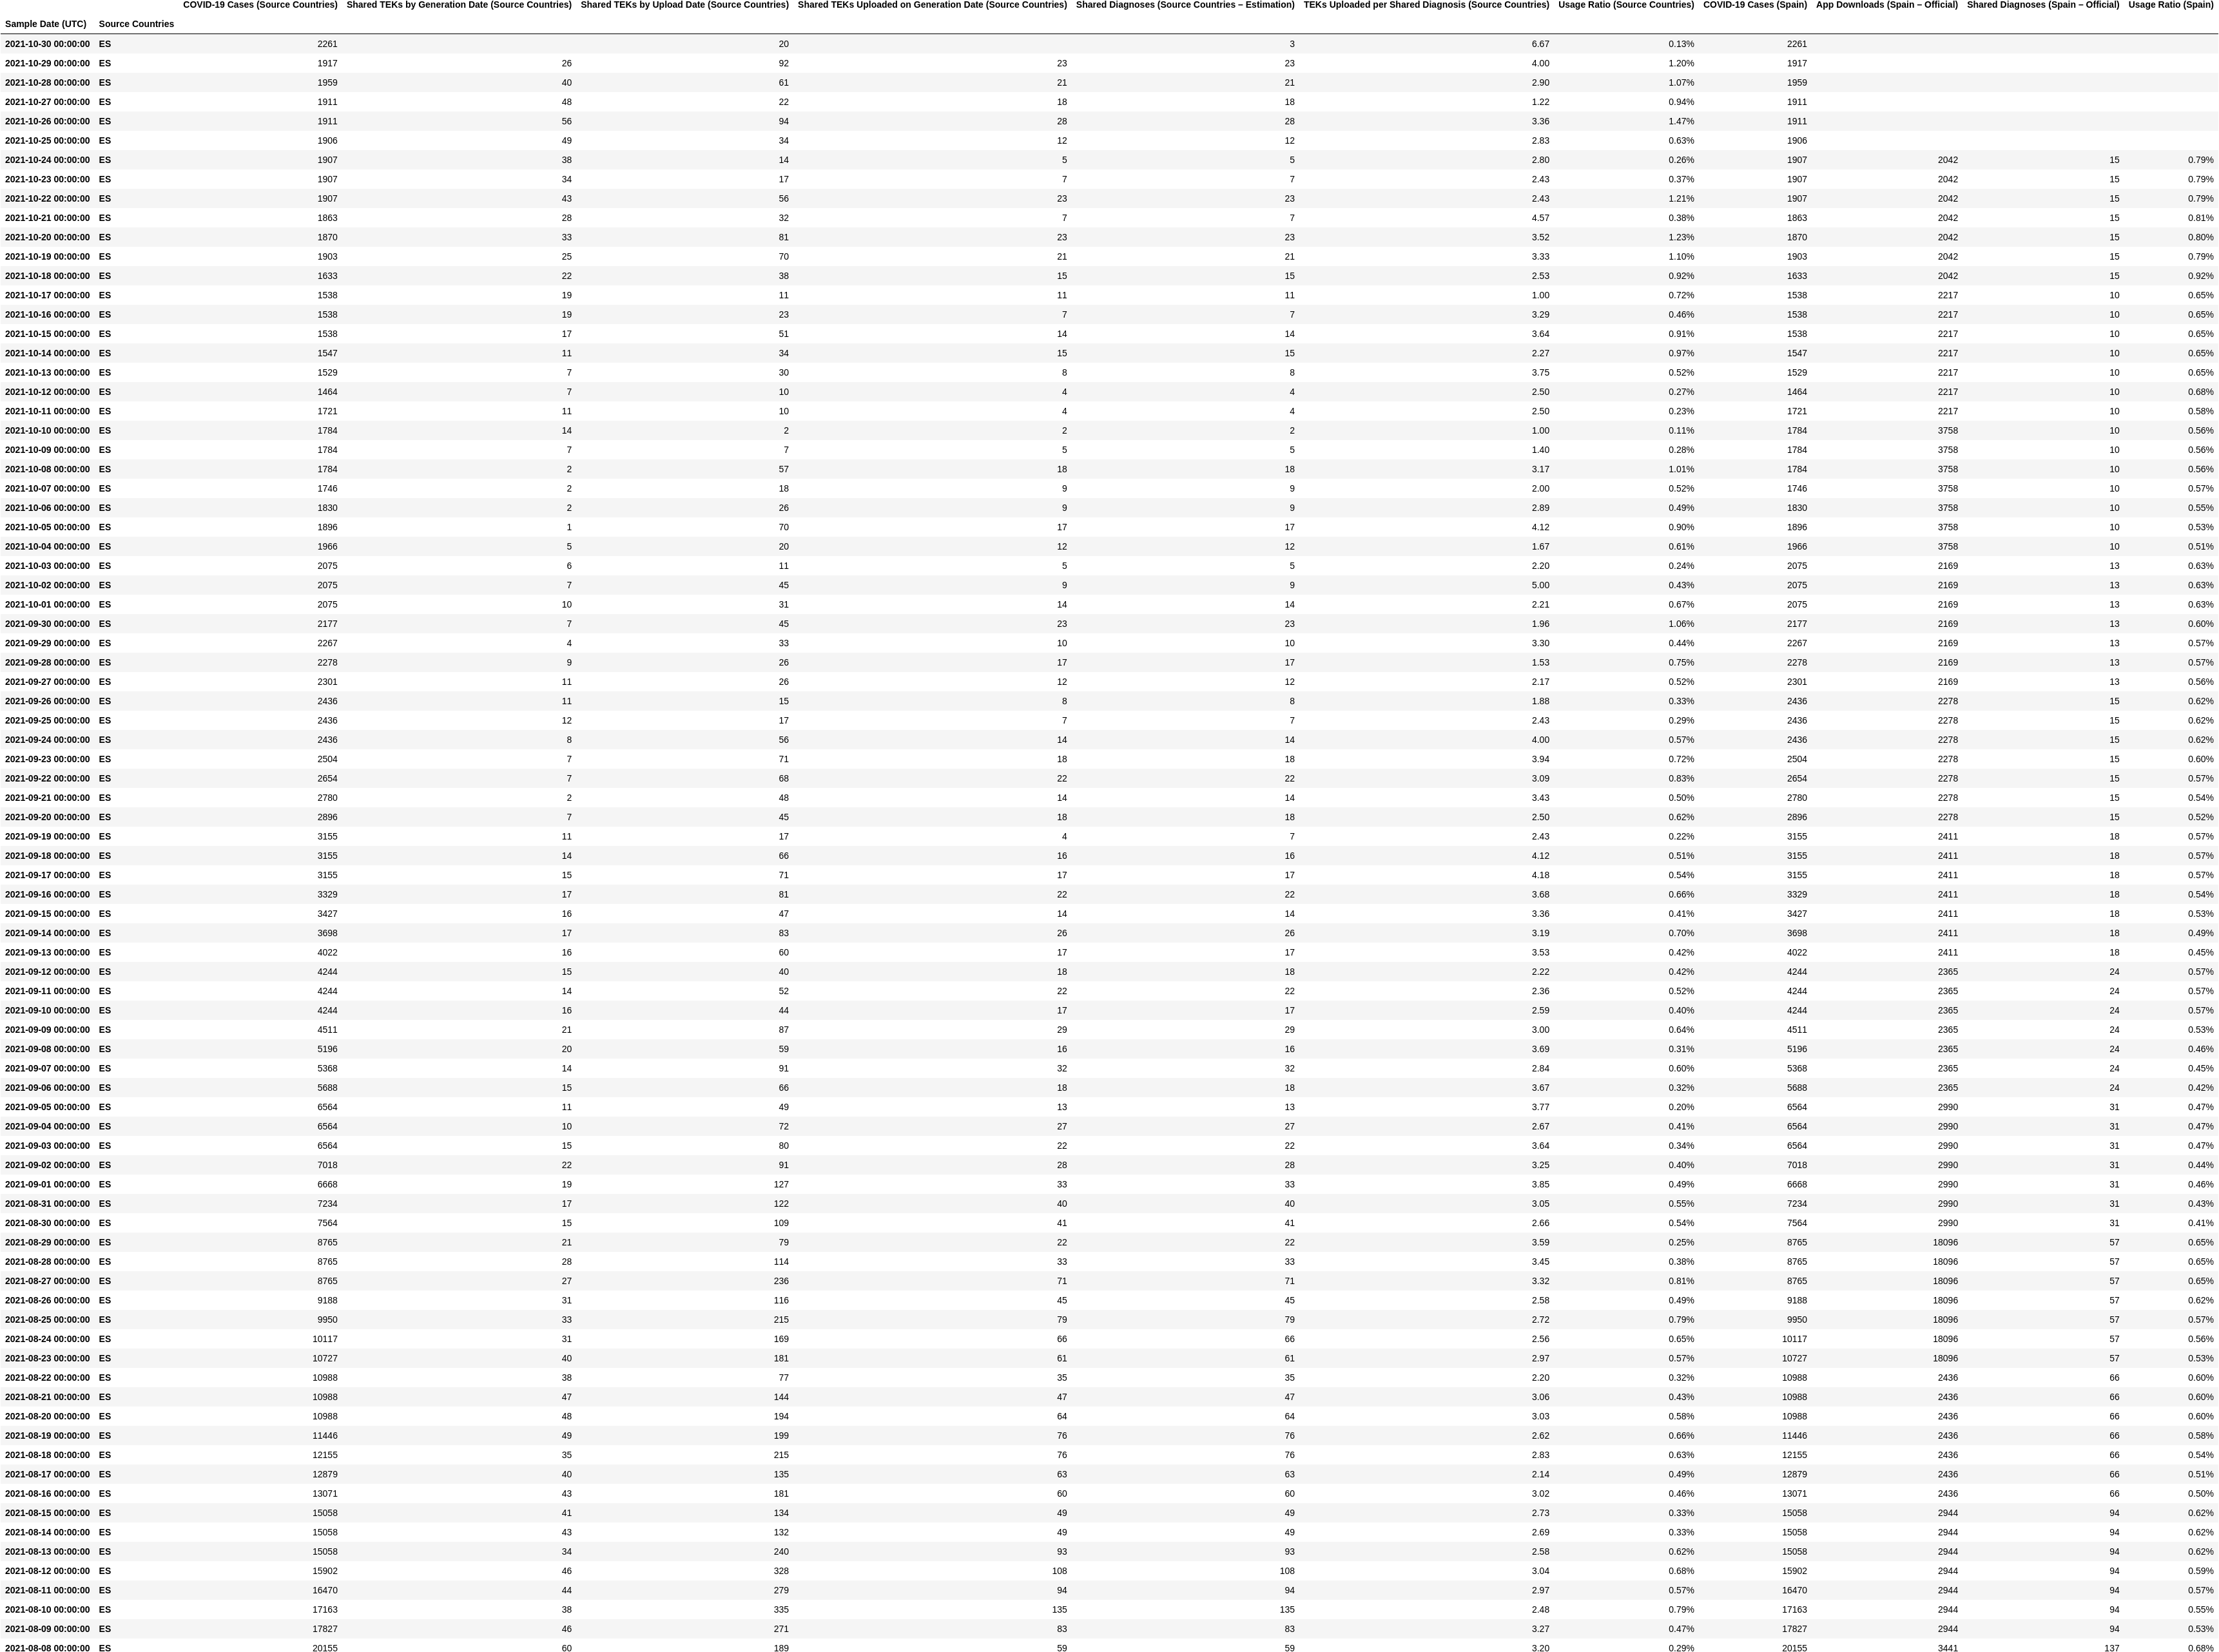 COVID-19 Cases (Source Countries) Shared TEKs by Generation Date (Source Countries) Shared TEKs by Upload Date (Source Countries) Shared TEKs Uploaded on Generation Date (Source Countries) Shared Diagnoses (Source Countries – Estimation) TEKs Uploaded per Shared Diagnosis (Source Countries) Usage Ratio (Source Countries) COVID-19 Cases (Spain) App Downloads (Spain – Official) Shared Diagnoses (Spain – Official) Usage Ratio (Spain)
Sample Date (UTC) Source Countries
2021-10-30 00:00:00 ES 2261 20 3 6.67 0.13% 2261
2021-10-29 00:00:00 ES 1917 26 92 23 23 4.00 1.20% 1917
2021-10-28 00:00:00 ES 1959 40 61 21 21 2.90 1.07% 1959
2021-10-27 00:00:00 ES 1911 48 22 18 18 1.22 0.94% 1911
2021-10-26 00:00:00 ES 1911 56 94 28 28 3.36 1.47% 1911
2021-10-25 00:00:00 ES 1906 49 34 12 12 2.83 0.63% 1906
2021-10-24 00:00:00 ES 1907 38 14 5 5 2.80 0.26% 1907 2042 15 0.79%
2021-10-23 00:00:00 ES 1907 34 17 7 7 2.43 0.37% 1907 2042 15 0.79%
2021-10-22 00:00:00 ES 1907 43 56 23 23 2.43 1.21% 1907 2042 15 0.79%
2021-10-21 00:00:00 ES 1863 28 32 7 7 4.57 0.38% 1863 2042 15 0.81%
2021-10-20 00:00:00 ES 1870 33 81 23 23 3.52 1.23% 1870 2042 15 0.80%
2021-10-19 00:00:00 ES 1903 25 70 21 21 3.33 1.10% 1903 2042 15 0.79%
2021-10-18 00:00:00 ES 1633 22 38 15 15 2.53 0.92% 1633 2042 15 0.92%
2021-10-17 00:00:00 ES 1538 19 11 11 11 1.00 0.72% 1538 2217 10 0.65%
2021-10-16 00:00:00 ES 1538 19 23 7 7 3.29 0.46% 1538 2217 10 0.65%
2021-10-15 00:00:00 ES 1538 17 51 14 14 3.64 0.91% 1538 2217 10 0.65%
2021-10-14 00:00:00 ES 1547 11 34 15 15 2.27 0.97% 1547 2217 10 0.65%
2021-10-13 00:00:00 ES 1529 7 30 8 8 3.75 0.52% 1529 2217 10 0.65%
2021-10-12 00:00:00 ES 1464 7 10 4 4 2.50 0.27% 1464 2217 10 0.68%
2021-10-11 00:00:00 ES 1721 11 10 4 4 2.50 0.23% 1721 2217 10 0.58%
2021-10-10 00:00:00 ES 1784 14 2 2 2 1.00 0.11% 1784 3758 10 0.56%
2021-10-09 00:00:00 ES 1784 7 7 5 5 1.40 0.28% 1784 3758 10 0.56%
2021-10-08 00:00:00 ES 1784 2 57 18 18 3.17 1.01% 1784 3758 10 0.56%
2021-10-07 00:00:00 ES 1746 2 18 9 9 2.00 0.52% 1746 3758 10 0.57%
2021-10-06 00:00:00 ES 1830 2 26 9 9 2.89 0.49% 1830 3758 10 0.55%
2021-10-05 00:00:00 ES 1896 1 70 17 17 4.12 0.90% 1896 3758 10 0.53%
2021-10-04 00:00:00 ES 1966 5 20 12 12 1.67 0.61% 1966 3758 10 0.51%
2021-10-03 00:00:00 ES 2075 6 11 5 5 2.20 0.24% 2075 2169 13 0.63%
2021-10-02 00:00:00 ES 2075 7 45 9 9 5.00 0.43% 2075 2169 13 0.63%
2021-10-01 00:00:00 ES 2075 10 31 14 14 2.21 0.67% 2075 2169 13 0.63%
2021-09-30 00:00:00 ES 2177 7 45 23 23 1.96 1.06% 2177 2169 13 0.60%
2021-09-29 00:00:00 ES 2267 4 33 10 10 3.30 0.44% 2267 2169 13 0.57%
2021-09-28 00:00:00 ES 2278 9 26 17 17 1.53 0.75% 2278 2169 13 0.57%
2021-09-27 00:00:00 ES 2301 11 26 12 12 2.17 0.52% 2301 2169 13 0.56%
2021-09-26 00:00:00 ES 2436 11 15 8 8 1.88 0.33% 2436 2278 15 0.62%
2021-09-25 00:00:00 ES 2436 12 17 7 7 2.43 0.29% 2436 2278 15 0.62%
2021-09-24 00:00:00 ES 2436 8 56 14 14 4.00 0.57% 2436 2278 15 0.62%
2021-09-23 00:00:00 ES 2504 7 71 18 18 3.94 0.72% 2504 2278 15 0.60%
2021-09-22 00:00:00 ES 2654 7 68 22 22 3.09 0.83% 2654 2278 15 0.57%
2021-09-21 00:00:00 ES 2780 2 48 14 14 3.43 0.50% 2780 2278 15 0.54%
2021-09-20 00:00:00 ES 2896 7 45 18 18 2.50 0.62% 2896 2278 15 0.52%
2021-09-19 00:00:00 ES 3155 11 17 4 7 2.43 0.22% 3155 2411 18 0.57%
2021-09-18 00:00:00 ES 3155 14 66 16 16 4.12 0.51% 3155 2411 18 0.57%
2021-09-17 00:00:00 ES 3155 15 71 17 17 4.18 0.54% 3155 2411 18 0.57%
2021-09-16 00:00:00 ES 3329 17 81 22 22 3.68 0.66% 3329 2411 18 0.54%
2021-09-15 00:00:00 ES 3427 16 47 14 14 3.36 0.41% 3427 2411 18 0.53%
2021-09-14 00:00:00 ES 3698 17 83 26 26 3.19 0.70% 3698 2411 18 0.49%
2021-09-13 00:00:00 ES 4022 16 60 17 17 3.53 0.42% 4022 2411 18 0.45%
2021-09-12 00:00:00 ES 4244 15 40 18 18 2.22 0.42% 4244 2365 24 0.57%
2021-09-11 00:00:00 ES 4244 14 52 22 22 2.36 0.52% 4244 2365 24 0.57%
2021-09-10 00:00:00 ES 4244 16 44 17 17 2.59 0.40% 4244 2365 24 0.57%
2021-09-09 00:00:00 ES 4511 21 87 29 29 3.00 0.64% 4511 2365 24 0.53%
2021-09-08 00:00:00 ES 5196 20 59 16 16 3.69 0.31% 5196 2365 24 0.46%
2021-09-07 00:00:00 ES 5368 14 91 32 32 2.84 0.60% 5368 2365 24 0.45%
2021-09-06 00:00:00 ES 5688 15 66 18 18 3.67 0.32% 5688 2365 24 0.42%
2021-09-05 00:00:00 ES 6564 11 49 13 13 3.77 0.20% 6564 2990 31 0.47%
2021-09-04 00:00:00 ES 6564 10 72 27 27 2.67 0.41% 6564 2990 31 0.47%
2021-09-03 00:00:00 ES 6564 15 80 22 22 3.64 0.34% 6564 2990 31 0.47%
2021-09-02 00:00:00 ES 7018 22 91 28 28 3.25 0.40% 7018 2990 31 0.44%
2021-09-01 00:00:00 ES 6668 19 127 33 33 3.85 0.49% 6668 2990 31 0.46%
2021-08-31 00:00:00 ES 7234 17 122 40 40 3.05 0.55% 7234 2990 31 0.43%
2021-08-30 00:00:00 ES 7564 15 109 41 41 2.66 0.54% 7564 2990 31 0.41%
2021-08-29 00:00:00 ES 8765 21 79 22 22 3.59 0.25% 8765 18096 57 0.65%
2021-08-28 00:00:00 ES 8765 28 114 33 33 3.45 0.38% 8765 18096 57 0.65%
2021-08-27 00:00:00 ES 8765 27 236 71 71 3.32 0.81% 8765 18096 57 0.65%
2021-08-26 00:00:00 ES 9188 31 116 45 45 2.58 0.49% 9188 18096 57 0.62%
2021-08-25 00:00:00 ES 9950 33 215 79 79 2.72 0.79% 9950 18096 57 0.57%
2021-08-24 00:00:00 ES 10117 31 169 66 66 2.56 0.65% 10117 18096 57 0.56%
2021-08-23 00:00:00 ES 10727 40 181 61 61 2.97 0.57% 10727 18096 57 0.53%
2021-08-22 00:00:00 ES 10988 38 77 35 35 2.20 0.32% 10988 2436 66 0.60%
2021-08-21 00:00:00 ES 10988 47 144 47 47 3.06 0.43% 10988 2436 66 0.60%
2021-08-20 00:00:00 ES 10988 48 194 64 64 3.03 0.58% 10988 2436 66 0.60%
2021-08-19 00:00:00 ES 11446 49 199 76 76 2.62 0.66% 11446 2436 66 0.58%
2021-08-18 00:00:00 ES 12155 35 215 76 76 2.83 0.63% 12155 2436 66 0.54%
2021-08-17 00:00:00 ES 12879 40 135 63 63 2.14 0.49% 12879 2436 66 0.51%
2021-08-16 00:00:00 ES 13071 43 181 60 60 3.02 0.46% 13071 2436 66 0.50%
2021-08-15 00:00:00 ES 15058 41 134 49 49 2.73 0.33% 15058 2944 94 0.62%
2021-08-14 00:00:00 ES 15058 43 132 49 49 2.69 0.33% 15058 2944 94 0.62%
2021-08-13 00:00:00 ES 15058 34 240 93 93 2.58 0.62% 15058 2944 94 0.62%
2021-08-12 00:00:00 ES 15902 46 328 108 108 3.04 0.68% 15902 2944 94 0.59%
2021-08-11 00:00:00 ES 16470 44 279 94 94 2.97 0.57% 16470 2944 94 0.57%
2021-08-10 00:00:00 ES 17163 38 335 135 135 2.48 0.79% 17163 2944 94 0.55%
2021-08-09 00:00:00 ES 17827 46 271 83 83 3.27 0.47% 17827 2944 94 0.53%
2021-08-08 00:00:00 ES 20155 60 189 59 59 3.20 0.29% 20155 3441 137 0.68%